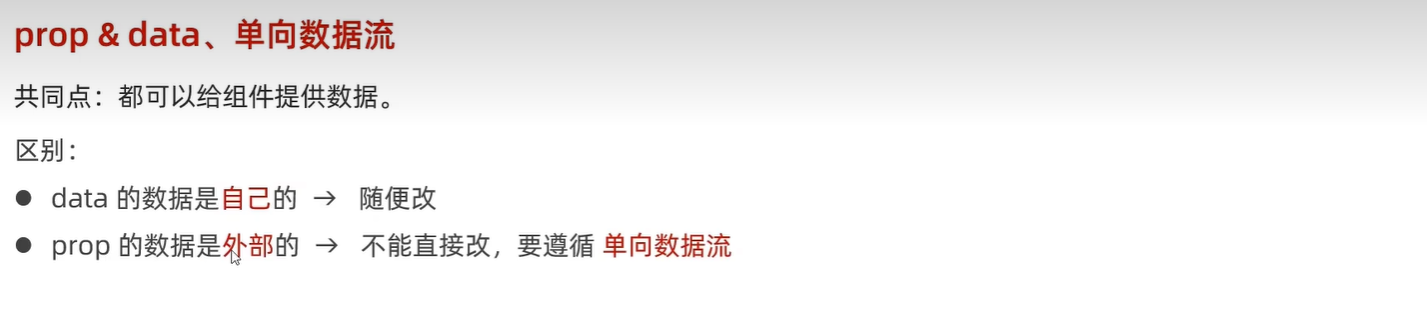 prop & data、单向数据流
共同点：都可以给组件提供数据。
区别：
● data 的数据是自己的 → 随便改
● prop 的数据是外部的 → 不能直接改，要遵循 单向数据流